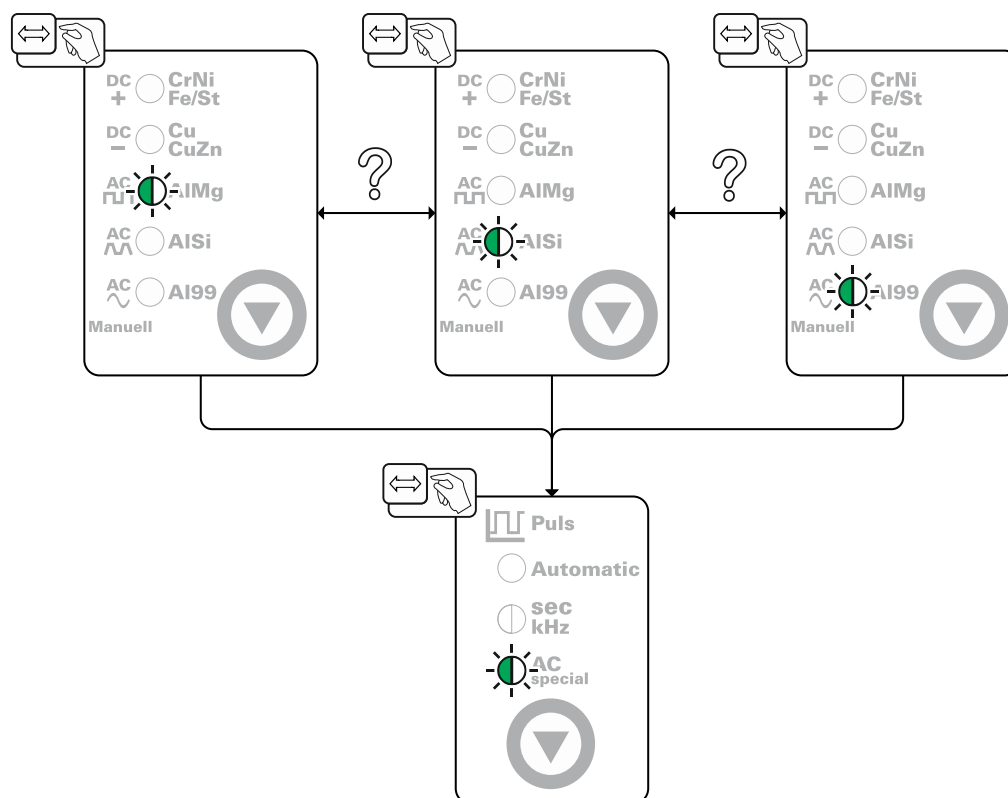 DC + CrNi
Fe/St
DC − Cu
CuZn
AC AlMg
AC AlSi
AC Al99
Manuell
?
DC + CrNi
Fe/St
DC − Cu
CuZn
AC AlMg
AC AlSi
AC Al99
Manuell
?
DC + CrNi
Fe/St
DC − Cu
CuZn
AC AlMg
AC AlSi
AC Al99
Manuell
Puls
Automatic
sec
kHz
AC
special